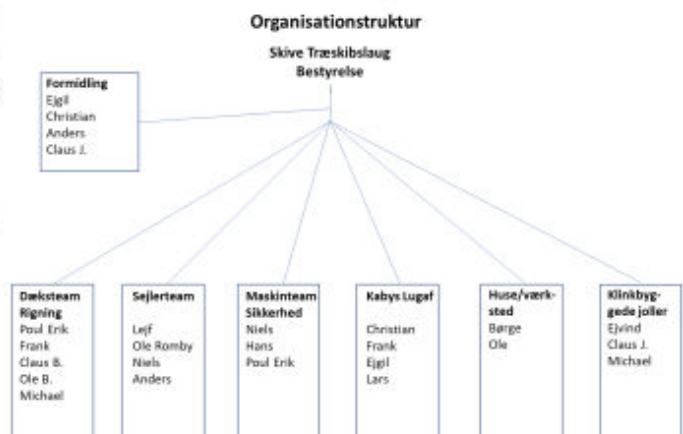 Organisationstruktur
Skive Træskibslaug
Bestyrelse
Formidling
Ejgil
Christian
Anders
Claus J.
Dæksteam
Rigning
Poul Erik
Frank
Claus B.
Ole B.
Michael
Sejlerteam
Lejf
Ole Romby
Niels
Anders
Maskinteam
Sikkerhed
Niels
Hans
Poul Erik
Kabys Lugaf
Christian
Frank
Ejgil
Lars
Huse/værk-
sted
Børge
Ole
Klinkbyg-
gede joller
Ejvind
Claus J.
Michael